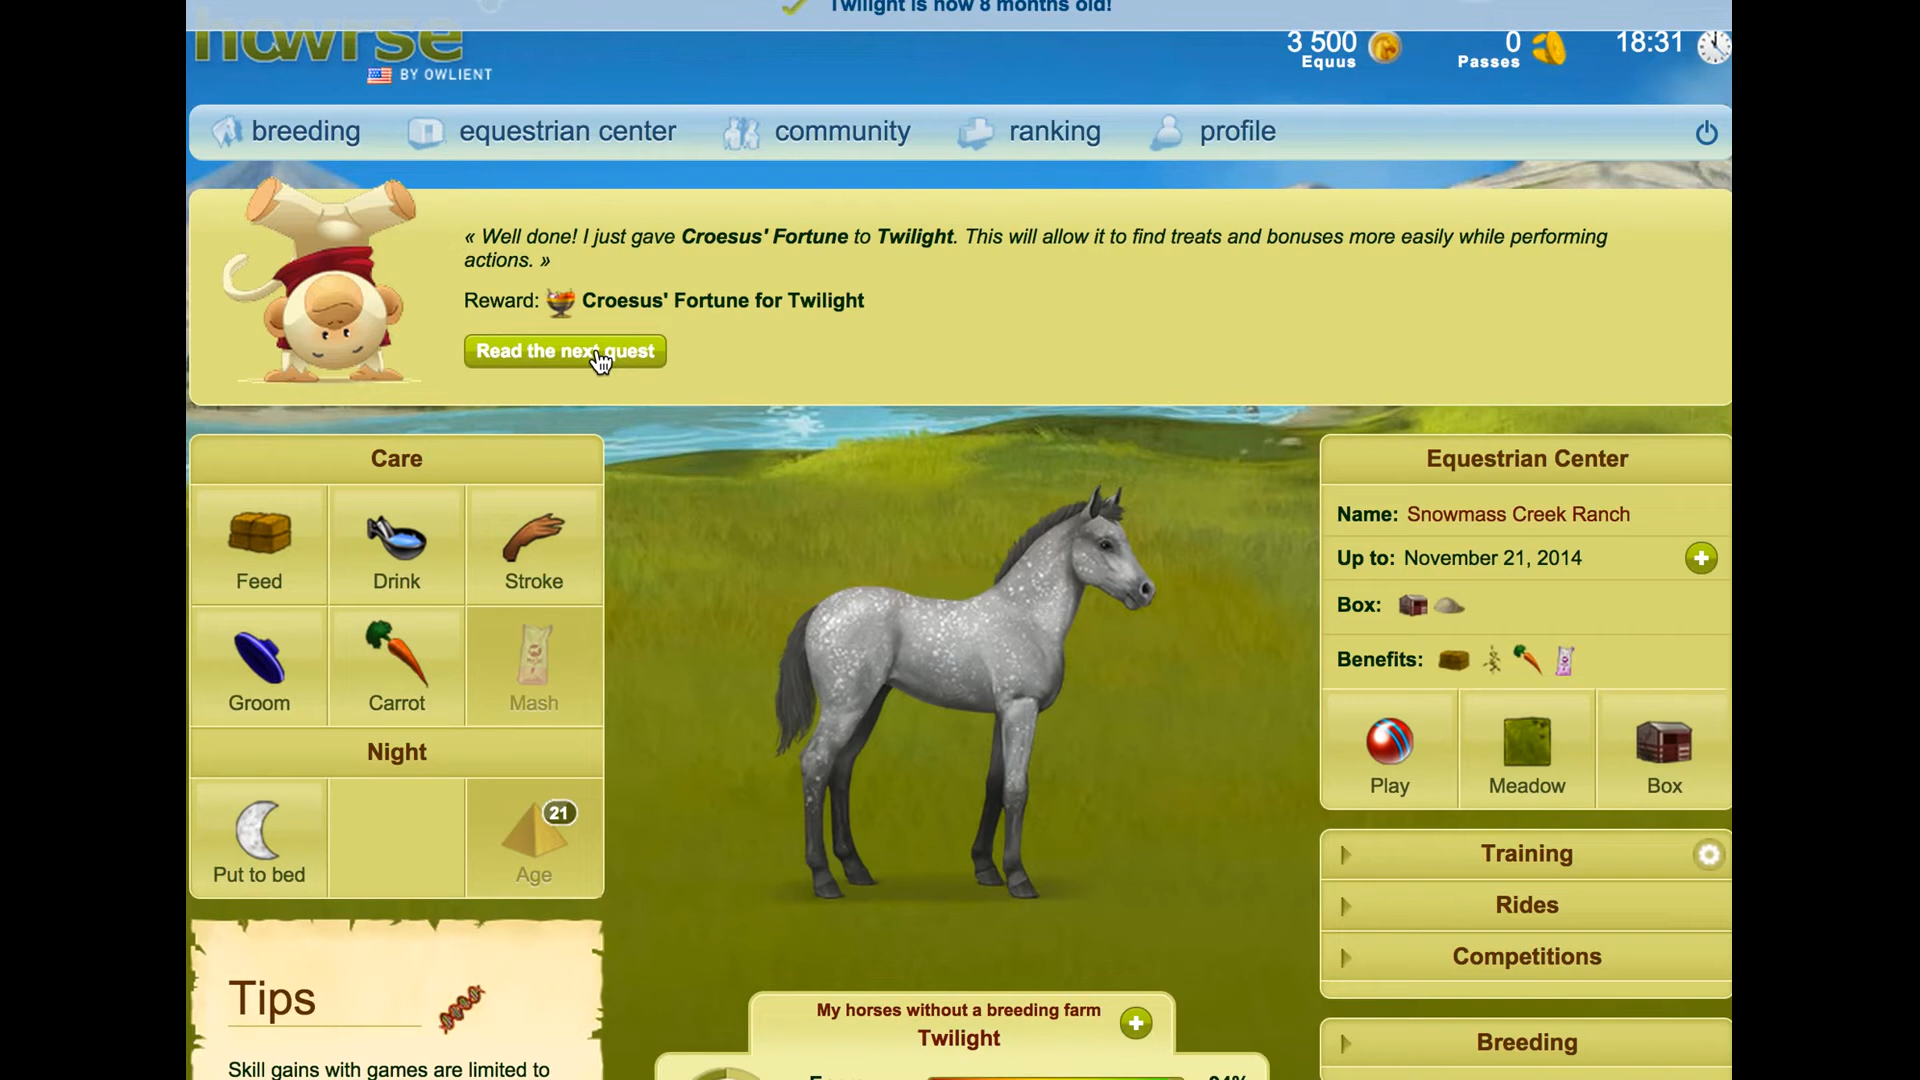 Twilight is now 8 months old!
howrse
BY OWLIENT
3 500
Equus
0
Passes
18:31
breeding
equestrian center
community
ranking
profile
« Well done! I just gave Croesus' Fortune to Twilight. This will allow it to find treats and bonuses more easily while performing
actions. »
Reward: Croesus' Fortune for Twilight
Read the next quest
Care
Feed
Drink
Stroke
Groom
Carrot
Mash
Night
Put to bed
21
Age
Tips
Skill gains with games are limited to
My horses without a breeding farm
Twilight
Equestrian Center
Name: Snowmass Creek Ranch
Up to: November 21, 2014
Box:
Benefits:
Play
Meadow
Box
Training
Rides
Competitions
Breeding